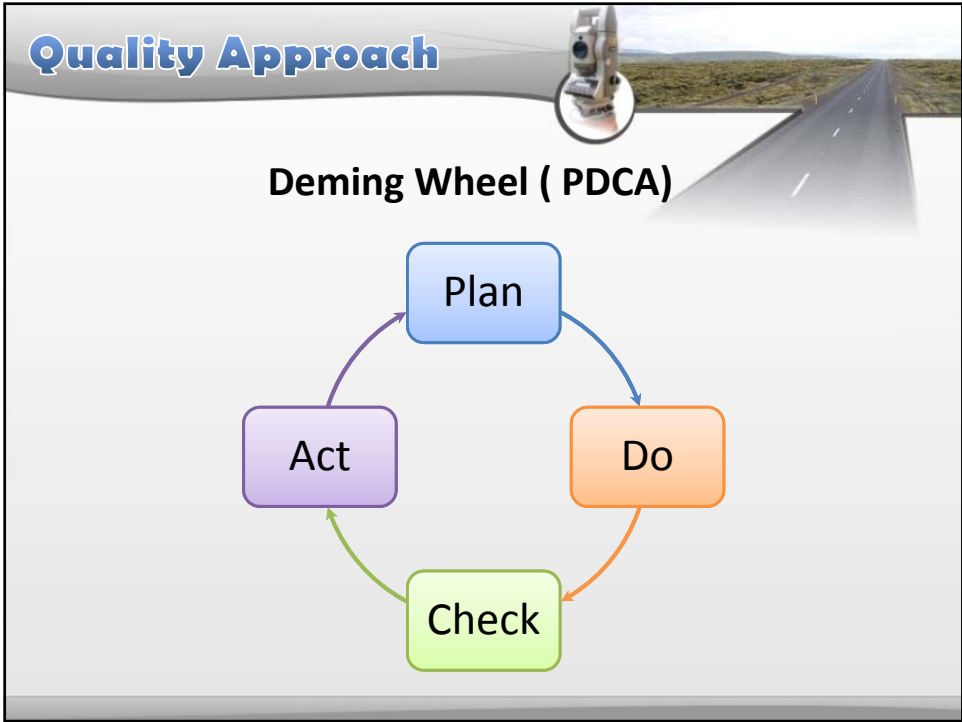 Quality Approach
Deming Wheel ( PDCA)
Plan
Do
Check
Act